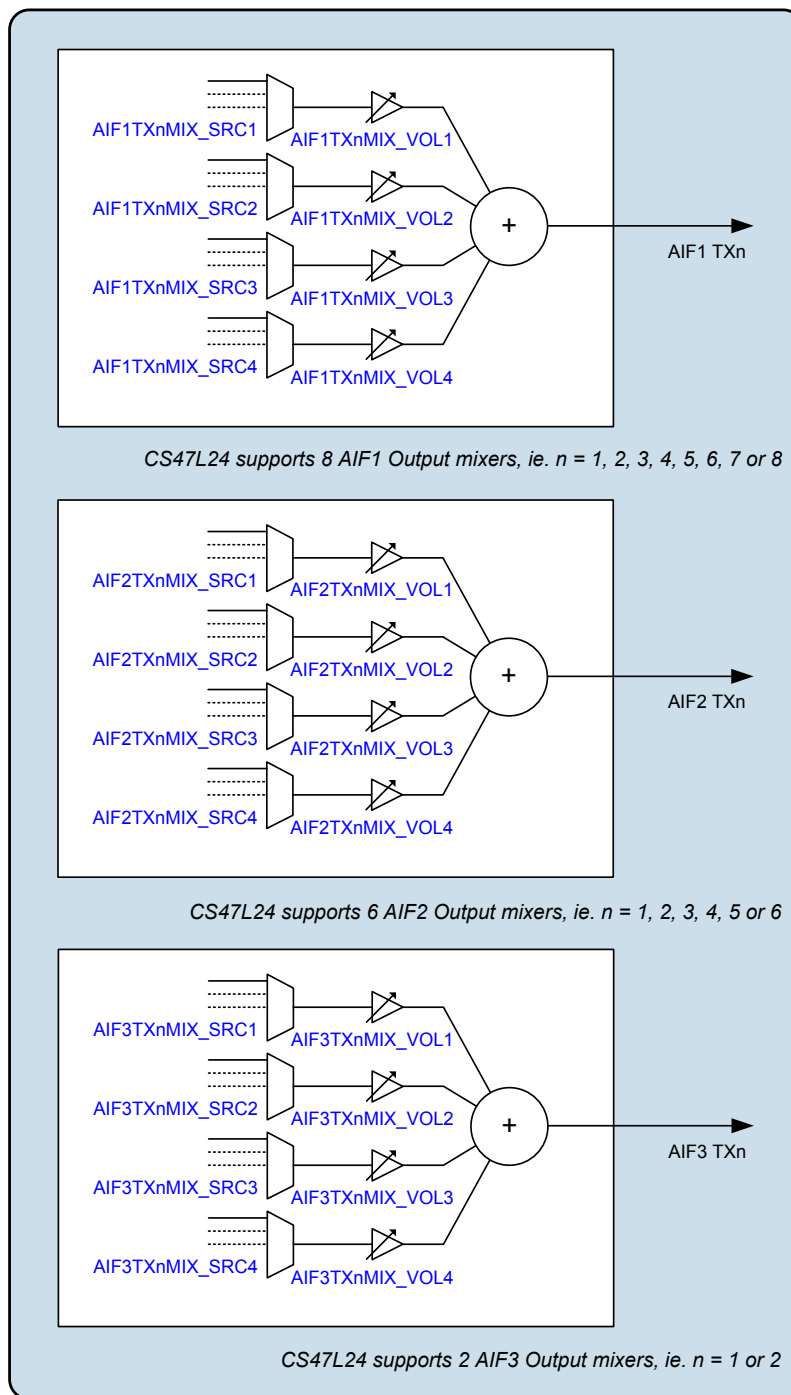 AIF1TXnMIX_SRC1
AIF1TXnMIX_VOL1
AIF1TXnMIX_SRC2
AIF1TXnMIX_VOL2
+
AIF1 TXn
AIF1TXnMIX_SRC3
AIF1TXnMIX_VOL3
AIF1TXnMIX_SRC4
AIF1TXnMIX_VOL4
CS47L24 supports 8 AIF1 Output mixers, ie. n = 1, 2, 3, 4, 5, 6, 7 or 8
AIF2TXnMIX_SRC1
AIF2TXnMIX_VOL1
AIF2TXnMIX_SRC2
AIF2TXnMIX_VOL2
+
AIF2 TXn
AIF2TXnMIX_SRC3
AIF2TXnMIX_VOL3
AIF2TXnMIX_SRC4
AIF2TXnMIX_VOL4
CS47L24 supports 6 AIF2 Output mixers, ie. n = 1, 2, 3, 4, 5 or 6
AIF3TXnMIX_SRC1
AIF3TXnMIX_VOL1
AIF3TXnMIX_SRC2
AIF3TXnMIX_VOL2
+
AIF3 TXn
AIF3TXnMIX_SRC3
AIF3TXnMIX_VOL3
AIF3TXnMIX_SRC4
AIF3TXnMIX_VOL4
CS47L24 supports 2 AIF3 Output mixers, ie. n = 1 or 2